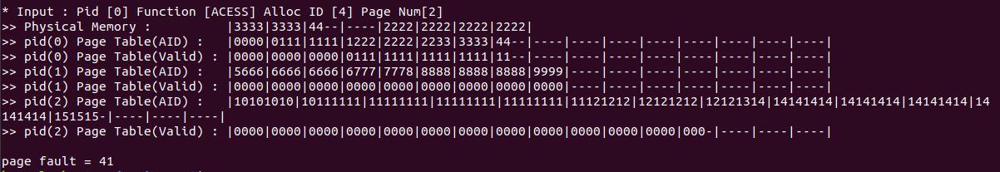 * Input : Pid [0] Function [ACESS] Alloc ID [4] Page Num[2]
>> Physical Memory :          |3333|3333|44--|----|2222|2222|2222|2222|
>> pid(0) Page Table(AID) :   |0000|0111|1111|1222|2222|2233|3333|44--|----|----|----|----|----|----|----|----|
>> pid(0) Page Table(Valid) : |0000|0000|0000|0111|1111|1111|1111|11--|----|----|----|----|----|----|----|----|
>> pid(1) Page Table(AID) :   |5666|6666|6666|6777|7778|8888|8888|8888|9999|----|----|----|----|----|----|----|
>> pid(1) Page Table(Valid) : |0000|0000|0000|0000|0000|0000|0000|0000|0000|----|----|----|----|----|----|----|
>> pid(2) Page Table(AID) :   |10101010|10111111|11111111|11111111|11111111|11121212|12121212|12121314|14141414|14141414|14141414|14
141414|151515-|----|----|----|
>> pid(2) Page Table(Valid) : |0000|0000|0000|0000|0000|0000|0000|0000|0000|0000|0000|0000|000-|----|----|----|
page fault = 41